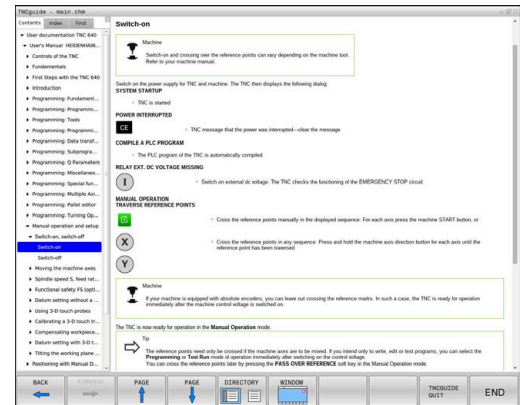 TNCguide - main.chm
Contents Index Find
User documentation TNC 640
User's Manual HEIDENHAIN...
Controls of the TNC
Fundamentals
First Steps with the TNC 640
Introduction
Programming: Fundament...
Programming: Programmi...
Programming: Tools
Programming: Programmi...
Programming: Data transf...
Programming: Subprogra...
Programming: Q Parameters
Programming: Miscellaneo...
Programming: Special fun...
Programming: Multiple Axi...
Programming: Pallet editor
Programming: Turning Op...
Manual operation and setup
Switch-on, switch-off
Switch-on
Switch-off
Moving the machine axes
Spindle speed S, feed rat...
Functional safety FS (opti...
Datum setting without a ...
Using 3-D touch probes
Calibrating a 3-D touch tr...
Compensating workpiece...
Datum setting with 3-D t...
Tilting the working plane ...
Positioning with Manual D...
Switch-on
Machine
Switch-on and crossing over the reference points can vary depending on the machine tool.
Refer to your machine manual.
Switch on the power supply for TNC and machine. The TNC then displays the following dialog:
SYSTEM STARTUP
TNC is started
POWER INTERRUPTED
CE
TNC message that the power was interrupted—clear the message
COMPILE A PLC PROGRAM
The PLC program of the TNC is automatically compiled
RELAY EXT. DC VOLTAGE MISSING
I
Switch on external dc voltage. The TNC checks the functioning of the EMERGENCY STOP circuit
MANUAL OPERATION
TRAVERSE REFERENCE POINTS
Cross the reference points manually in the displayed sequence: For each axis press the machine START button, or
X
Cross the reference points in any sequence: Press and hold the machine axis direction button for each axis until the
reference point has been traversed
Y
Machine
If your machine is equipped with absolute encoders, you can leave out crossing the reference marks. In such a case, the TNC is ready for operation
immediately after the machine control voltage is switched on.
The TNC is now ready for operation in the Manual Operation mode.
Tip
The reference points need only be crossed if the machine axes are to be moved. If you intend only to write, edit or test programs, you can select the
Programming or Test Run mode of operation immediately after switching on the control voltage.
You can cross the reference points later by pressing the PASS OVER REFERENCE soft key in the Manual Operation mode.
BACK FORWARD PAGE PAGE DIRECTORY WINDOW TNCGUIDE QUIT END